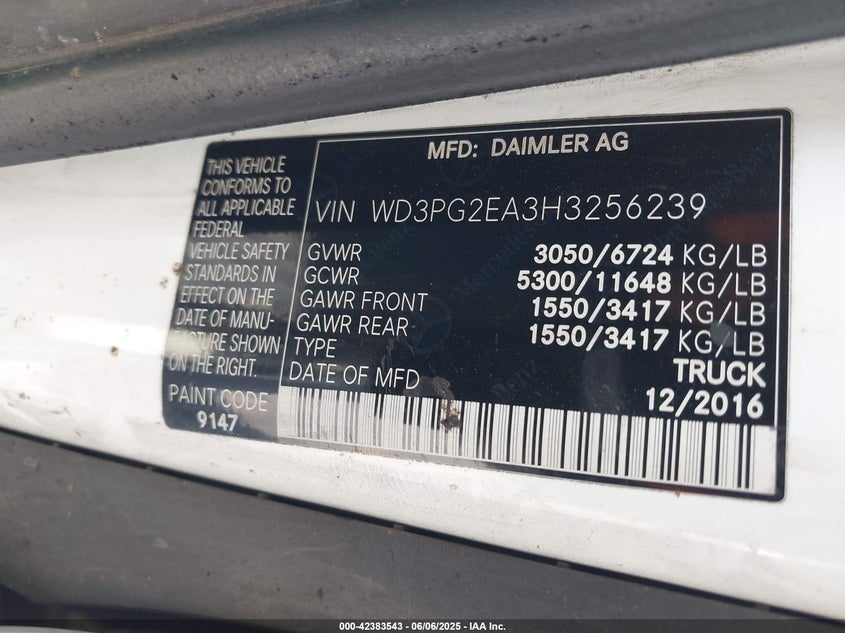 MFD: DAIMLER AG
THIS VEHICLE
CONFORMS TO
ALL APPLICABLE
FEDERAL
VEHICLE SAFETY
STANDARDS IN
EFFECT ON THE
DATE OF MANU-
FACTURE SHOWN
ON THE RIGHT.
PAINT CODE
9147
VIN WD3PG2EA3H3256239
GVWR 3050/6724 KG/LB
GCWR 5300/11648 KG/LB
GAWR FRONT 1550/3417 KG/LB
GAWR REAR 1550/3417 KG/LB
TYPE TRUCK
DATE OF MFD 12/2016
000-42383543 - 06/06/2025 - IAA Inc.